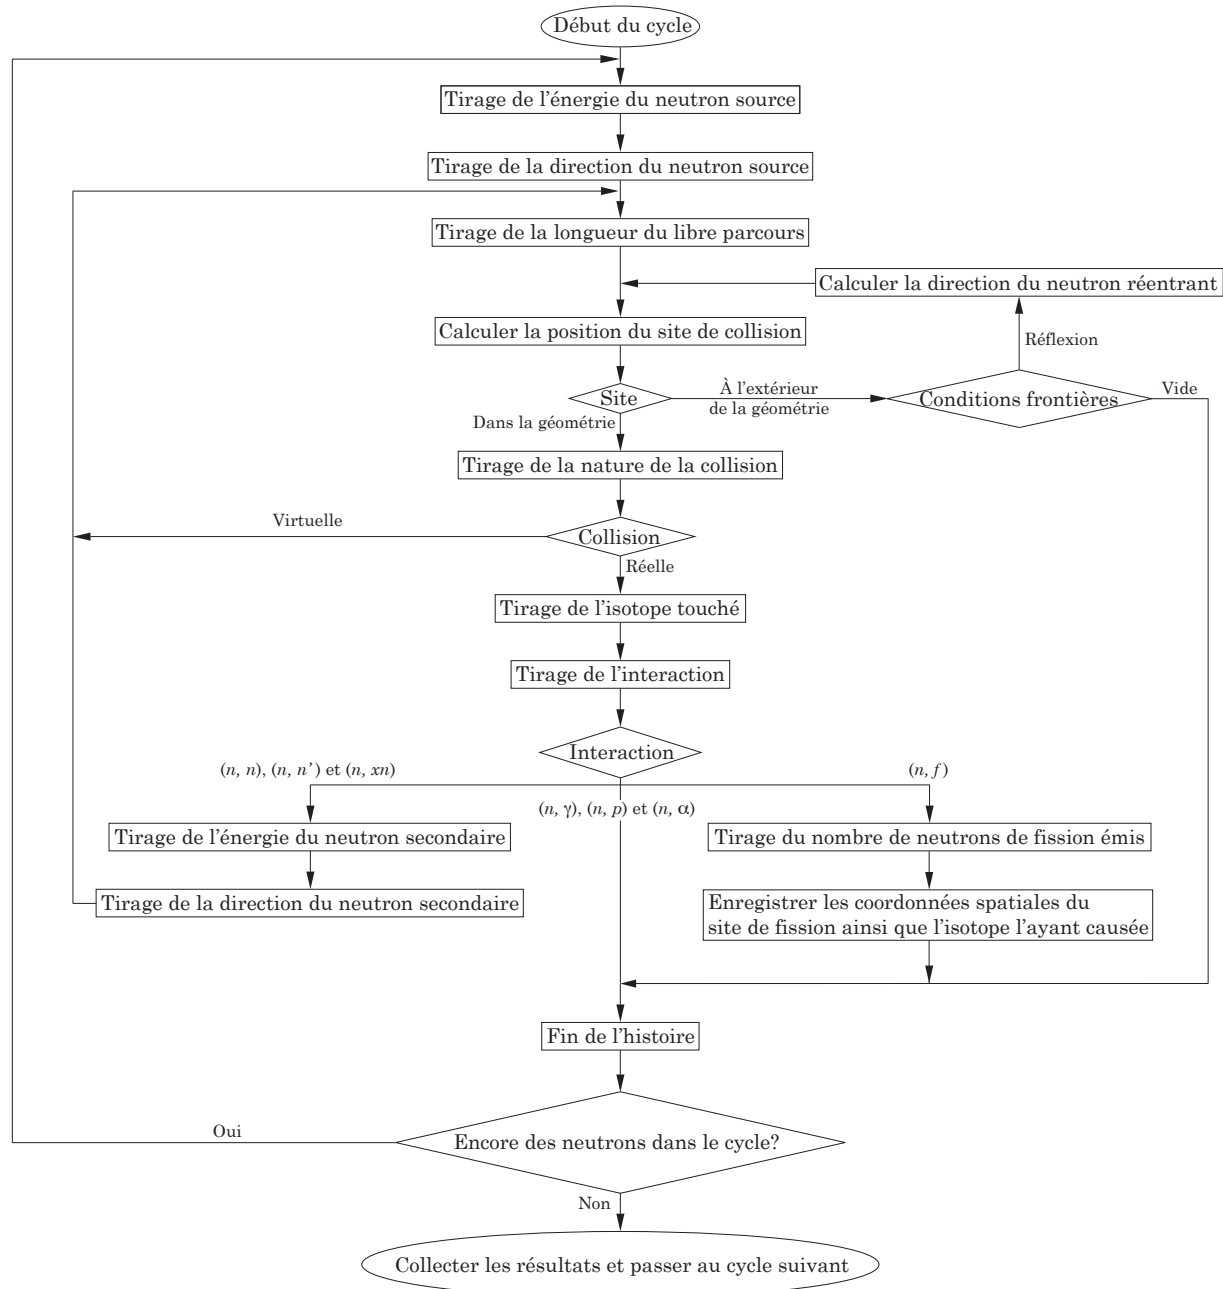 Début du cycle
Tirage de l’énergie du neutron source
Tirage de la direction du neutron source
Tirage de la longueur du libre parcours
Calculer la direction du neutron réentrant
Calculer la position du site de collision
Réflexion
Site
À l’extérieur
de la géométrie
Conditions frontières
Vide
Dans la géométrie
Tirage de la nature de la collision
Virtuelle
Collision
Réelle
Tirage de l’isotope touché
Tirage de l’interaction
Interaction
(n, n), (n, n’) et (n, xn)
(n, f)
(n, γ), (n, p) et (n, α)
Tirage de l’énergie du neutron secondaire
Tirage du nombre de neutrons de fission émis
Tirage de la direction du neutron secondaire
Enregistrer les coordonnées spatiales du
site de fission ainsi que l’isotope l’ayant causée
Fin de l’histoire
Oui
Encore des neutrons dans le cycle?
Non
Collecter les résultats et passer au cycle suivant